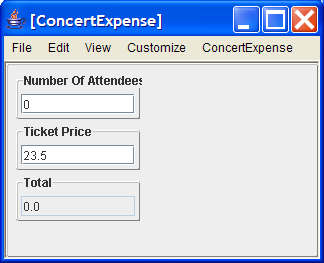 [ConcertExpense]
File Edit View Customize ConcertExpense
Number Of Attendees
0
Ticket Price
23.5
Total
0.0